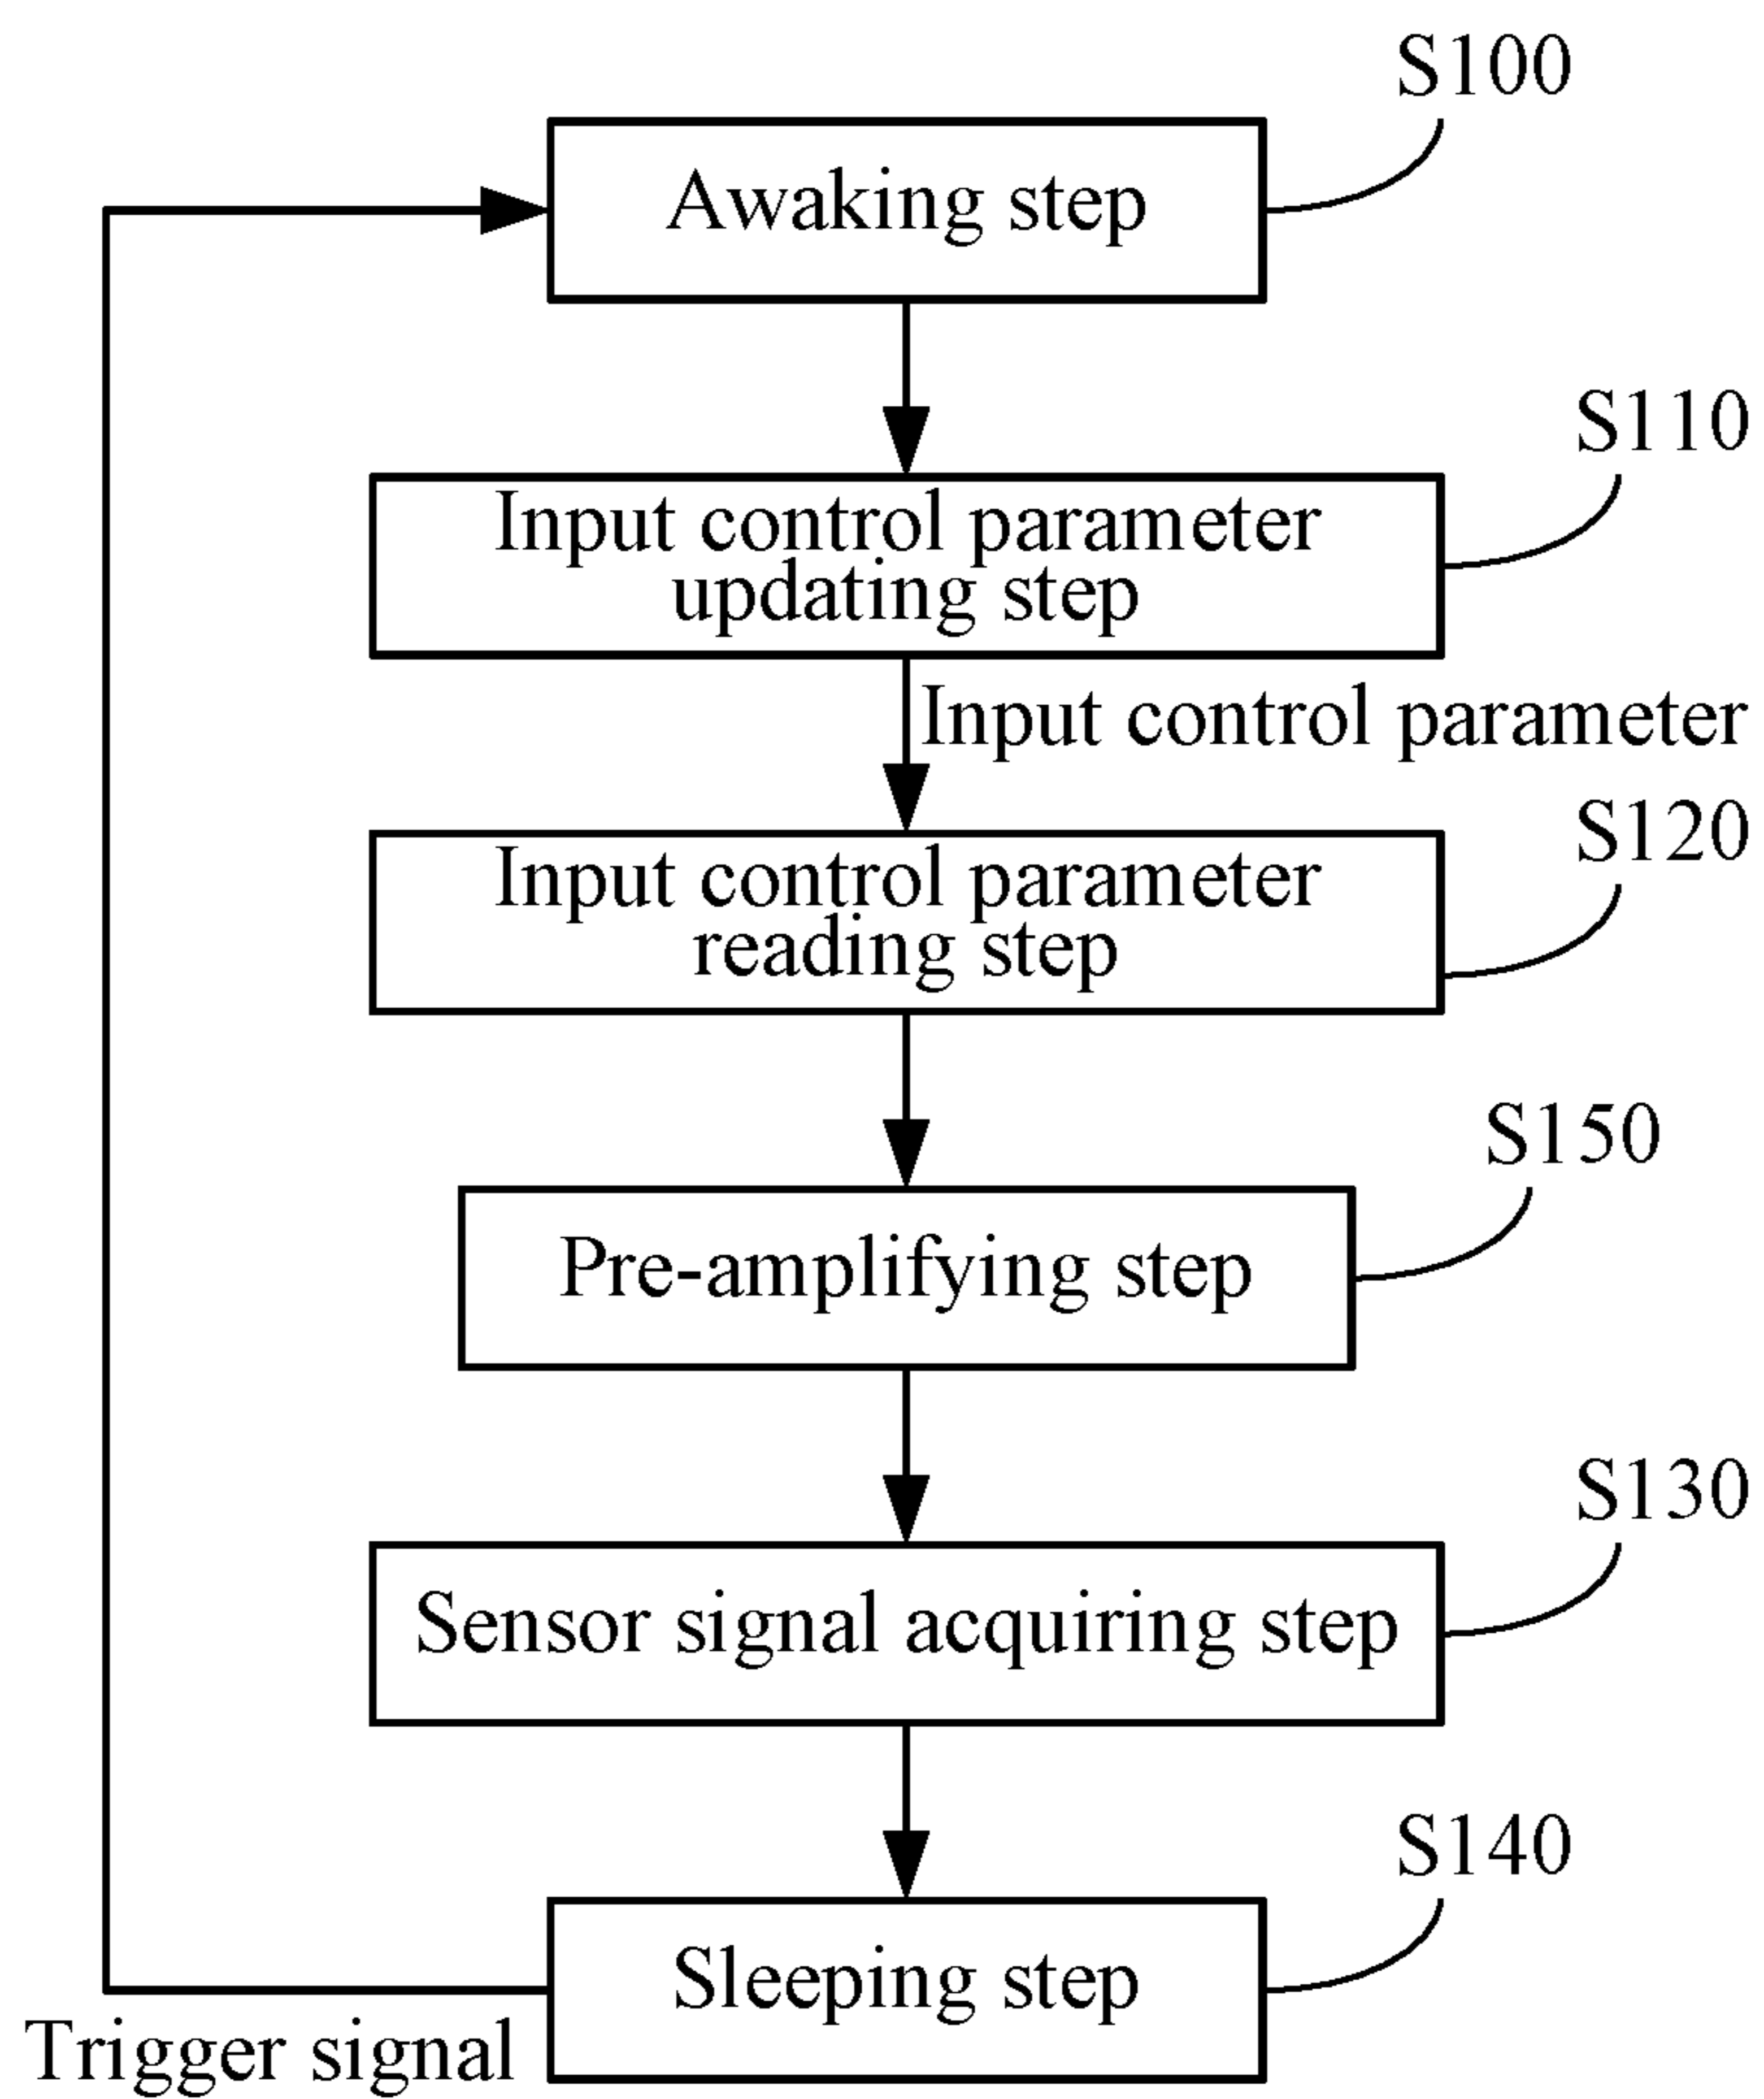 S100
Awaking step
S110
Input control parameter
updating step
Input control parameter
S120
Input control parameter
reading step
S150
Pre-amplifying step
S130
Sensor signal acquiring step
S140
Sleeping step
Trigger signal